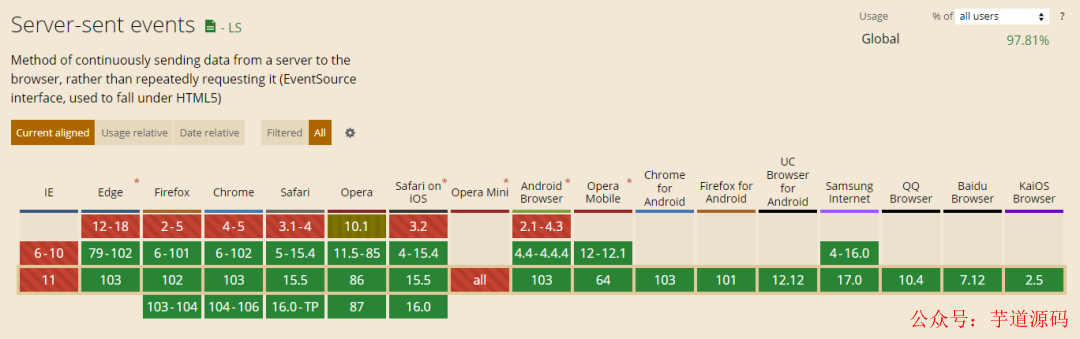 Server-sent events - LS
Usage % of all users ?
Global 97.81%
Method of continuously sending data from a server to the
browser, rather than repeatedly requesting it (EventSource
interface, used to fall under HTML5)
Current aligned Usage relative Date relative Filtered All
IE Edge * Firefox Chrome Safari Opera Safari on iOS * Opera Mini Android Browser * Opera Mobile * Chrome for Android Firefox for Android UC Browser for Android Samsung Internet QQ Browser Baidu Browser KaiOS Browser
12-18 2-5 4-5 3.1-4 10.1 3.2 2.1-4.3
6-10 79-102 6-101 6-102 5-15.4 11.5-85 4-15.4 4.4-4.4.4 12-12.1 4-16.0
11 103 102 103 15.5 86 15.5 all 103 64 103 101 12.12 17.0 10.4 7.12 2.5
103-104 104-106 16.0-TP 87 16.0
公众号：芋道源码